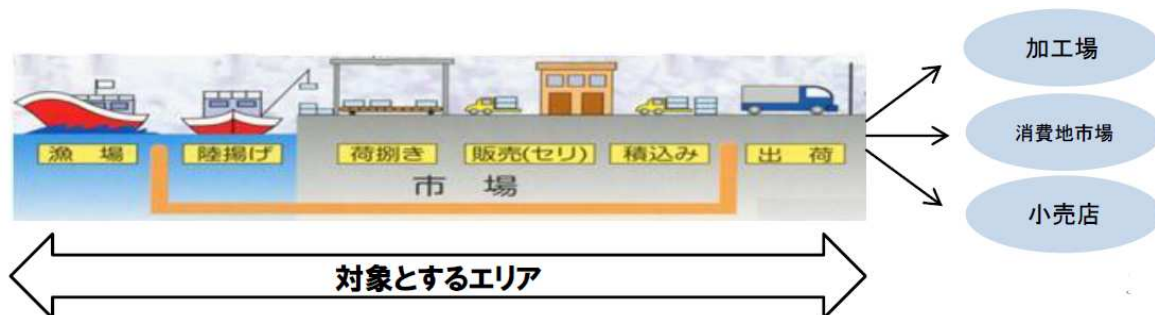 漁場
陸揚げ
荷捌き
販売(セリ)
積込み
出荷
市場
対象とするエリア
加工場
消費地市場
小売店